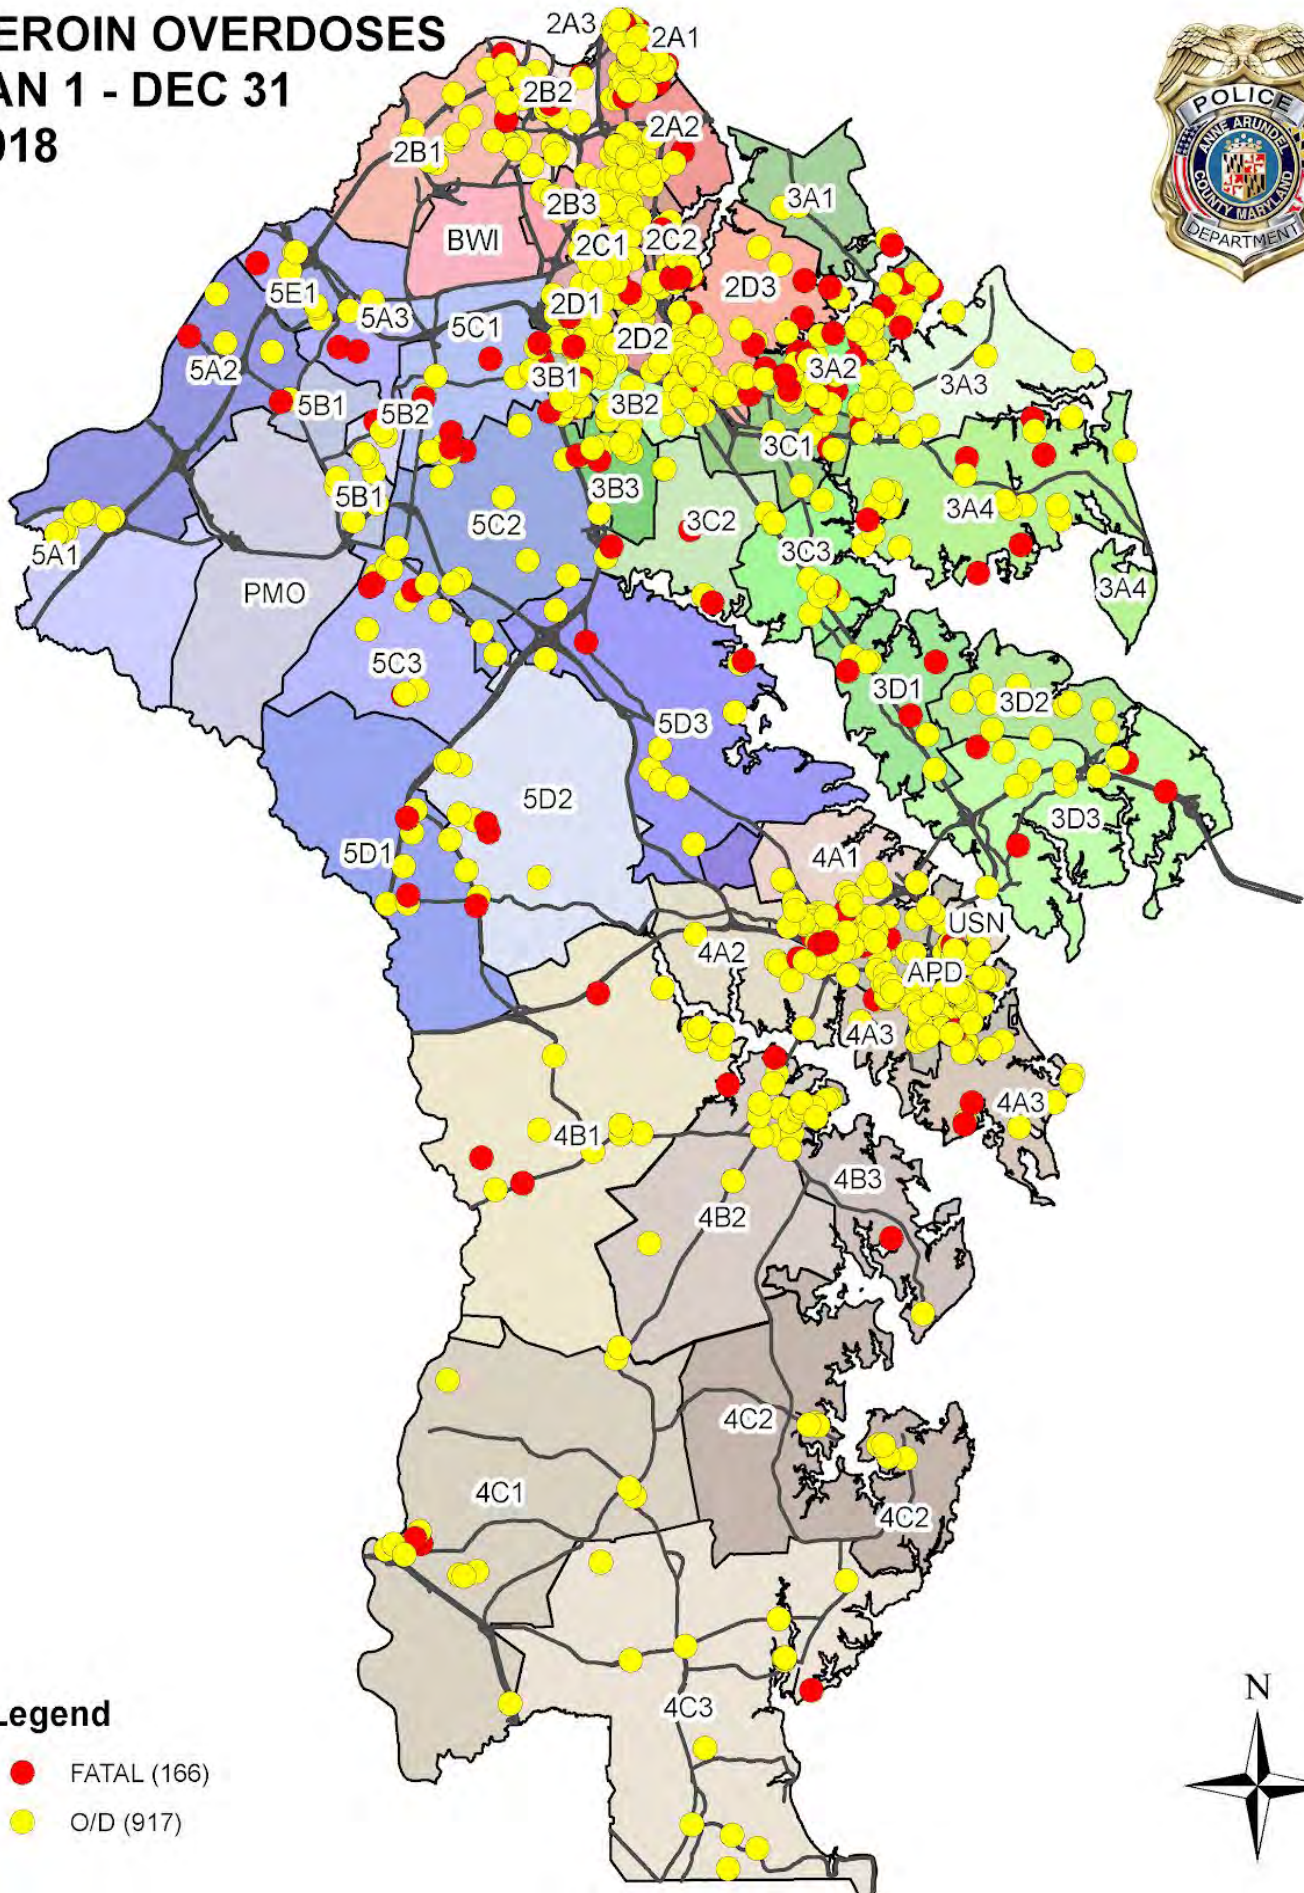 EROIN OVERDOSES
AN 1 - DEC 31
018
POLICE
ANNE ARUNDEL
COUNTY MARYLAND
DEPARTMENT
2A3
2A1
2B2
2A2
2B1
3A1
2B3
BWI
2C1
2C2
2D3
5E1
5A3
2D1
5C1
2D2
5A2
3A2
3B1
3A3
5B1
5B2
3B2
3C1
3B3
5B1
5C2
3A4
3C2
5A1
3C3
PMO
3A4
5C3
3D1
3D2
5D3
5D2
3D3
5D1
4A1
USN
4A2
APD
4A3
4A3
4B1
4B3
4B2
4C2
4C1
4C2
4C3
N
Legend
FATAL (166)
O/D (917)